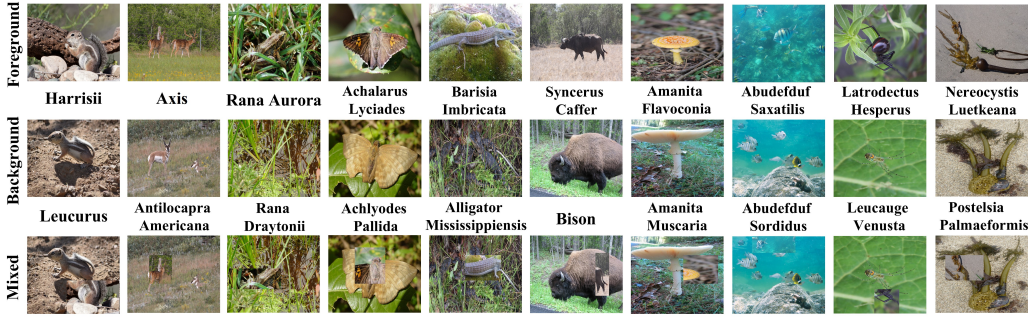 Foreground
Harrisii
Axis
Rana Aurora
Achalarus
Lyciades
Barisia
Imbricata
Syncerus
Caffer
Amanita
Flavoconia
Abudefduf
Saxatilis
Latrodectus
Hesperus
Nereocystis
Luetkeana
Background
Leucurus
Antilocapra
Americana
Rana
Draytonii
Achlyodes
Pallida
Alligator
Mississippiensis
Bison
Amanita
Muscaria
Abudefduf
Sordidus
Leucauge
Venusta
Postelsia
Palmaeformis
Mixed